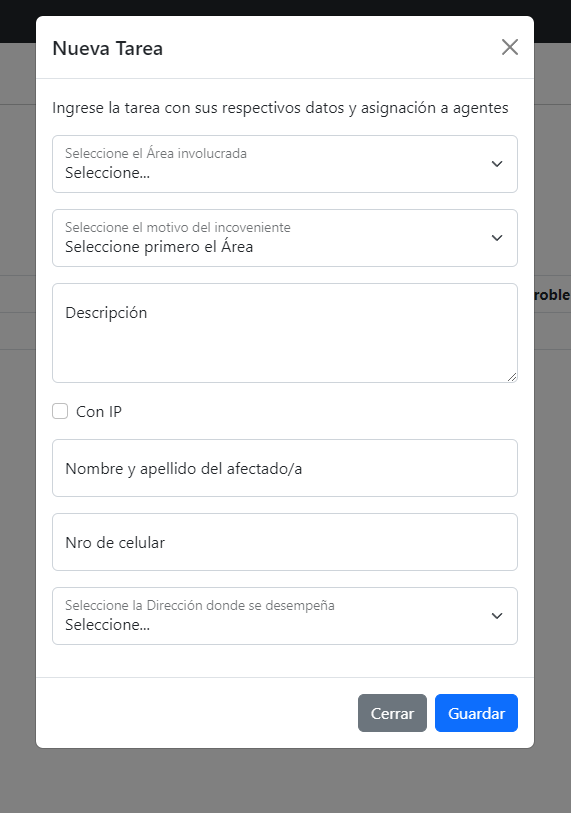 Nueva Tarea
Ingrese la tarea con sus respectivos datos y asignación a agentes
Seleccione el Área involucrada
Seleccione...
Seleccione el motivo del incoveniente
Seleccione primero el Área
roble
Descripción
Con IP
Nombre y apellido del afectado/a
Nro de celular
Seleccione la Dirección donde se desempeña
Seleccione...
Cerrar
Guardar